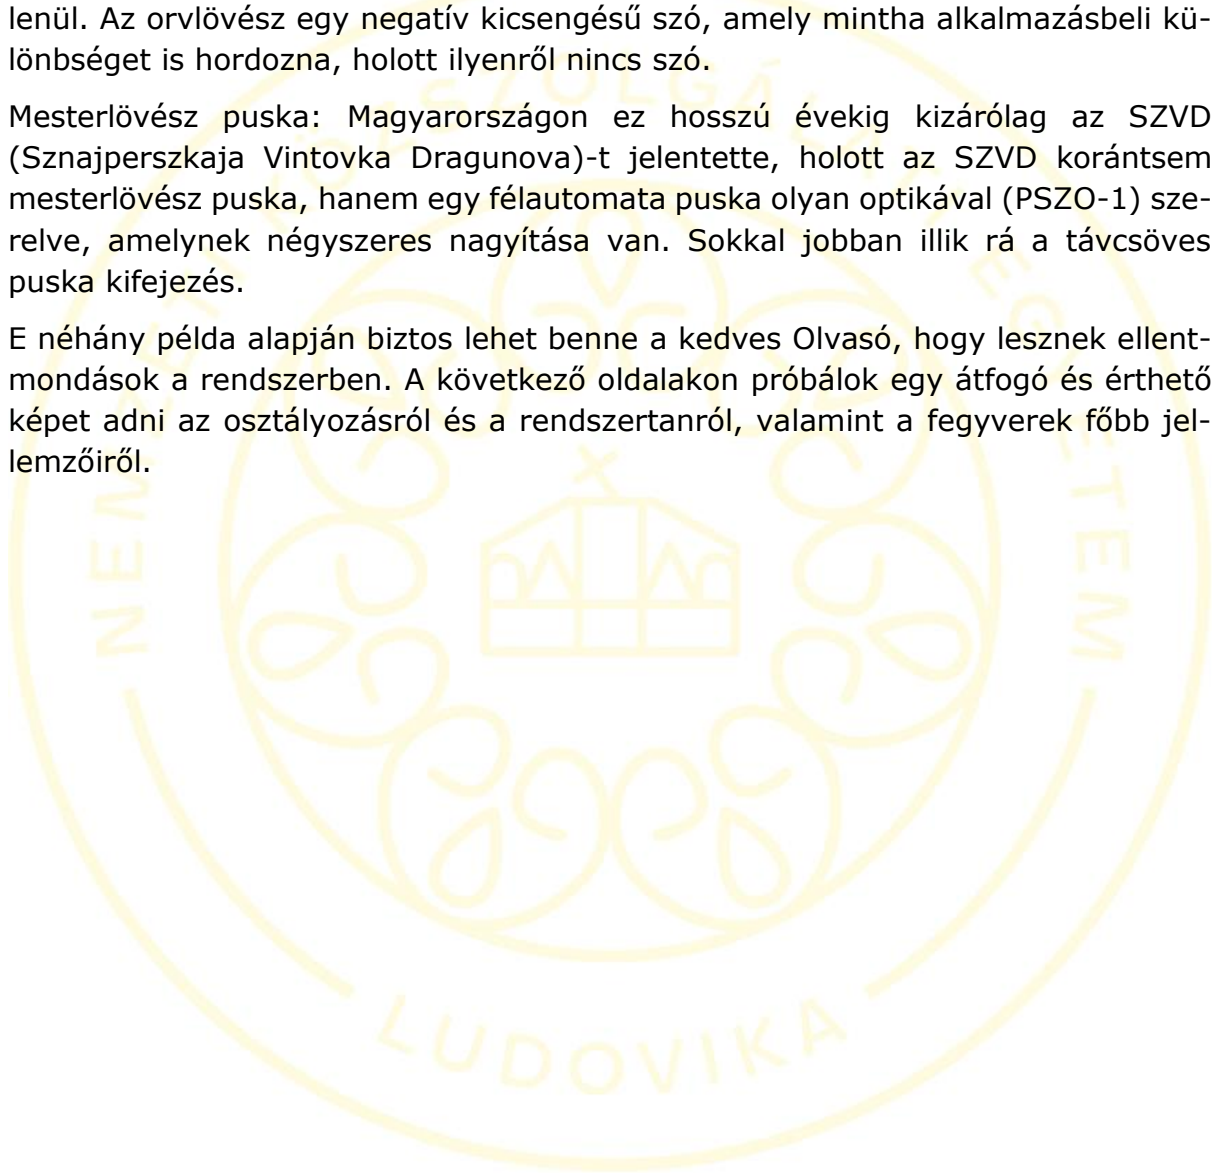 lenül. Az orvlövész egy negatív kicsengésű szó, amely mintha alkalmazásbeli kü-
lönbséget is hordozna, holott ilyenről nincs szó.
Mesterlövész puska: Magyarországon ez hosszú évekig kizárólag az SZVD
(Sznajperszkaja Vintovka Dragunova)-t jelentette, holott az SZVD korántsem
mesterlövész puska, hanem egy félautomata puska olyan optikával (PSZO-1) sze-
relve, amelynek négyszeres nagyítása van. Sokkal jobban illik rá a távcsöves
puska kifejezés.
E néhány példa alapján biztos lehet benne a kedves Olvasó, hogy lesznek ellent-
mondások a rendszerben. A következő oldalakon próbálok egy átfogó és érthető
képet adni az osztályozásról és a rendszertanról, valamint a fegyverek főbb jel-
lemzőiről.
NEMZETI KÖZSZOLGÁLATI EGYETEM
LUDOVIKA